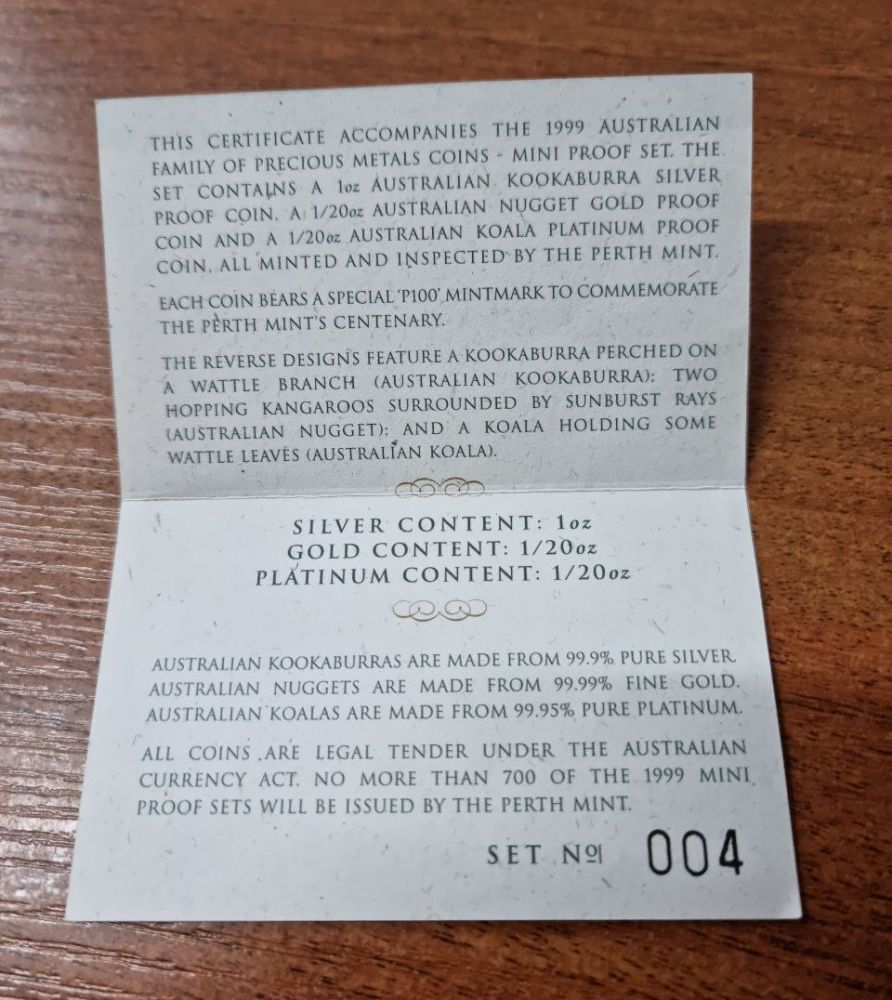 THIS CERTIFICATE ACCOMPANIES THE 1999 AUSTRALIAN
FAMILY OF PRECIOUS METALS COINS - MINI PROOF SET. THE
SET CONTAINS A 1oz AUSTRALIAN KOOKABURRA SILVER
PROOF COIN, A 1/20oz AUSTRALIAN NUGGET GOLD PROOF
COIN AND A 1/20oz AUSTRALIAN KOALA PLATINUM PROOF
COIN, ALL MINTED AND INSPECTED BY THE PERTH MINT.
EACH COIN BEARS A SPECIAL 'P100' MINTMARK TO COMMEMORATE
THE PERTH MINT'S CENTENARY.
THE REVERSE DESIGNS FEATURE A KOOKABURRA PERCHED ON
A WATTLE BRANCH (AUSTRALIAN KOOKABURRA); TWO
HOPPING KANGAROOS SURROUNDED BY SUNBURST RAYS
(AUSTRALIAN NUGGET); AND A KOALA HOLDING SOME
WATTLE LEAVES (AUSTRALIAN KOALA).
SILVER CONTENT: 1oz
GOLD CONTENT: 1/20oz
PLATINUM CONTENT: 1/20oz
AUSTRALIAN KOOKABURRAS ARE MADE FROM 99.9% PURE SILVER.
AUSTRALIAN NUGGETS ARE MADE FROM 99.99% FINE GOLD.
AUSTRALIAN KOALAS ARE MADE FROM 99.95% PURE PLATINUM.
ALL COINS ARE LEGAL TENDER UNDER THE AUSTRALIAN
CURRENCY ACT. NO MORE THAN 700 OF THE 1999 MINI
PROOF SETS WILL BE ISSUED BY THE PERTH MINT.
SET Nº 004